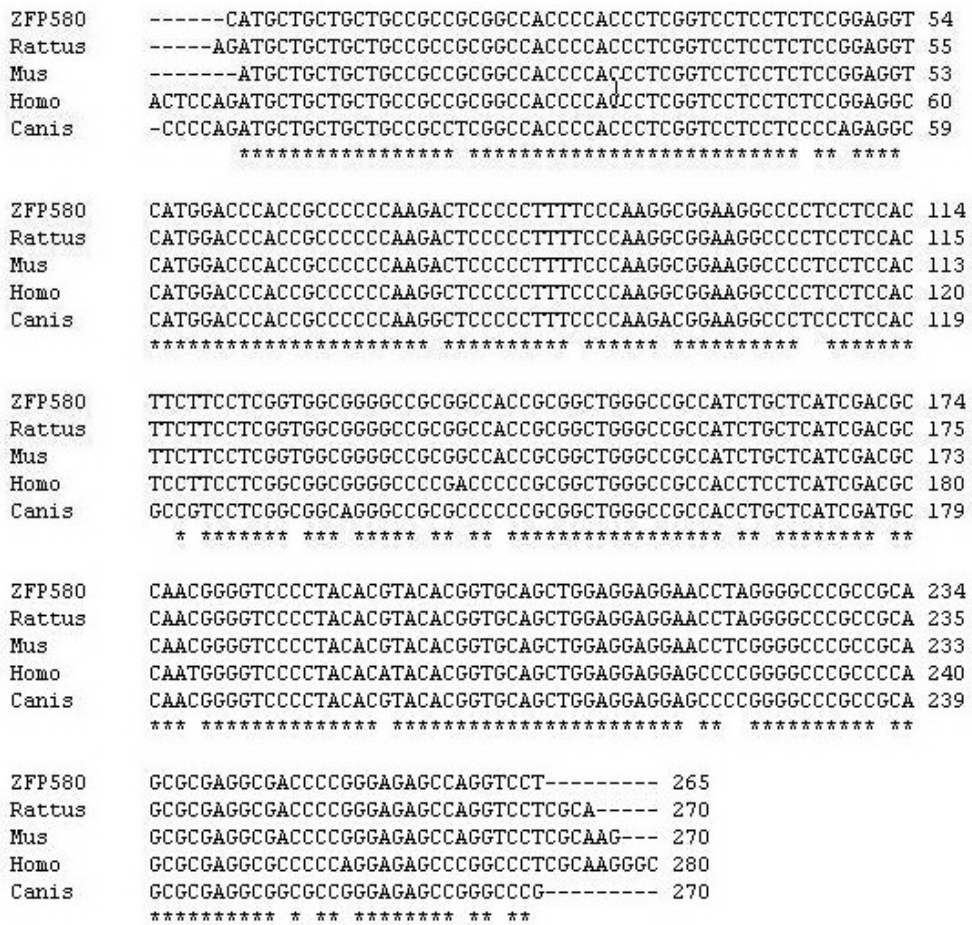 ZFP580 ------CATGCTGCTGCTGCCGCCGCGGCCACCCCACCCTCGGTCCTCCTCTCCGGAGGT 54
Rattus -----AGATGCTGCTGCTGCCGCCGCGGCCACCCCACCCTCGGTCCTCCTCTCCGGAGGT 55
Mus -------ATGCTGCTGCTGCCGCCGCGGCCACCCCACCCTCGGTCCTCCTCTCCGGAGGT 53
Homo ACTCCAGATGCTGCTGCTGCCGCCGCGGCCACCCCACCCTCGGTCCTCCTCTCCGGAGGC 60
Canis -CCCCAGATGCTGCTGCTGCCGCCTCGGCCACCCCACCCTCGGTCCTCCTCCCCAGAGGC 59
***************** ************************** ** ****
ZFP580 CATGGACCCACCGCCCCCCAAGACTCCCCCTTTTCCCAAGGCGGAAGGCCCCTCCTCCAC 114
Rattus CATGGACCCACCGCCCCCCAAGACTCCCCCTTTTCCCAAGGCGGAAGGCCCCTCCTCCAC 115
Mus CATGGACCCACCGCCCCCCAAGACTCCCCCTTTTCCCAAGGCGGAAGGCCCCTCCTCCAC 113
Homo CATGGACCCACCGCCCCCCAAGGCTCCCCCTTTCCCCAAGGCGGAAGGCCCCTCCTCCAC 120
Canis CATGGACCCACCGCCCCCCAAGGCTCCCCCTTTCCCCAAGACGGAAGGCCCTCCCTCCAC 119
********************** ********** ****** **********  *******
ZFP580 TTCTTCCTCGGTGGCGGGGCCGCGGCCACCGCGGCTGGGCCGCCATCTGCTCATCGACGC 174
Rattus TTCTTCCTCGGTGGCGGGGCCGCGGCCACCGCGGCTGGGCCGCCATCTGCTCATCGACGC 175
Mus TTCTTCCTCGGTGGCGGGGCCGCGGCCACCGCGGCTGGGCCGCCATCTGCTCATCGACGC 173
Homo TCCTTCCTCGGCGGCGGGGCCCCGACCCCCGCGGCTGGGCCGCCACCTCCTCATCGACGC 180
Canis GCCGTCCTCGGCGGCAGGGCCGCGCCCCCCGCGGCTGGGCCGCCACCTGCTCATCGATGC 179
* ******* *** ***** ** ** ***************** ** ******** **
ZFP580 CAACGGGGTCCCCTACACGTACACGGTGCAGCTGGAGGAGGAACCTAGGGGCCCGCCGCA 234
Rattus CAACGGGGTCCCCTACACGTACACGGTGCAGCTGGAGGAGGAACCTAGGGGCCCGCCGCA 235
Mus CAACGGGGTCCCCTACACGTACACGGTGCAGCTGGAGGAGGAACCTCGGGGCCCGCCGCA 233
Homo CAATGGGGTCCCCTACACATACACGGTGCAGCTGGAGGAGGAGCCCCGGGGCCCGCCCCA 240
Canis CAACGGGGTCCCCTACACGTACACGGTGCAGCTGGAGGAGGAGCCCCGGGGCCCGCCGCA 239
*** ************** *********************** **  ********** **
ZFP580 GCGCGAGGCGACCCCGGGAGAGCCAGGTCCT--------- 265
Rattus GCGCGAGGCGACCCCGGGAGAGCCAGGTCCTCGCA----- 270
Mus GCGCGAGGCGACCCCGGGAGAGCCAGGTCCTCGCAAG--- 270
Homo GCGCGAGGCGCCCCCAGGAGAGCCCGGCCCTCGCAAGGGC 280
Canis GCGCGAGGCGGCGCCGGGAGAGCCGGGCCCG--------- 270
********** * ** ******** ** **